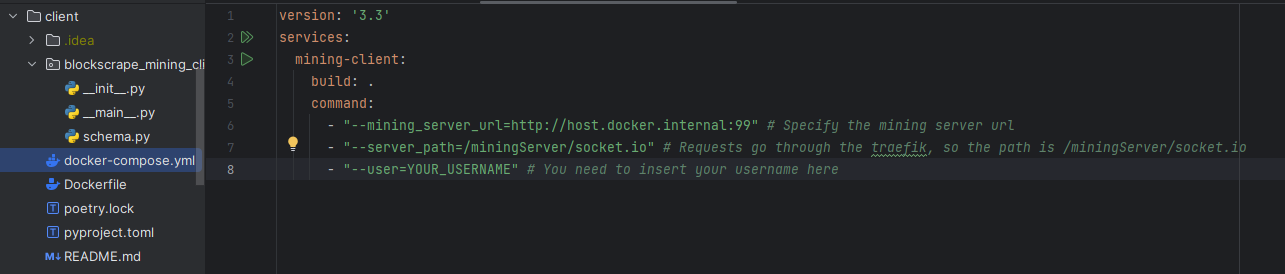 client
.idea
blockscrape_mining_cli
__init__.py
__main__.py
schema.py
docker-compose.yml
Dockerfile
poetry.lock
pyproject.toml
M↓ README.md
1 version: '3.3'
2 services:
3 mining-client:
4 build: .
5 command:
6 - "--mining_server_url=http://host.docker.internal:99" # Specify the mining server url
7 - "--server_path=/miningServer/socket.io" # Requests go through the traefik, so the path is /miningServer/socket.io
8 - "--user=YOUR_USERNAME" # You need to insert your username here